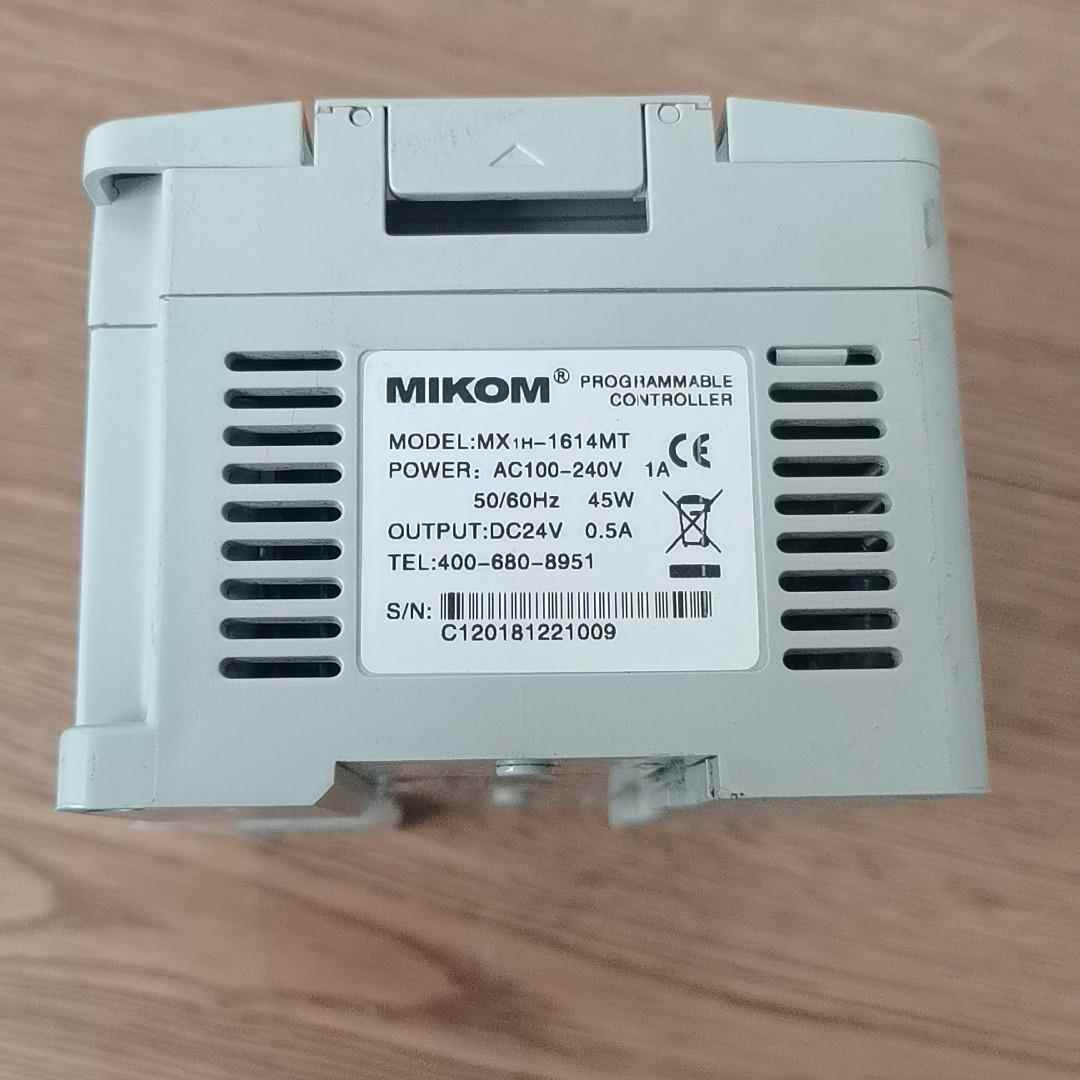 MIKOM® PROGRAMMABLE
CONTROLLER
MODEL:MX1H-1614MT CE
POWER: AC100-240V 1A
50/60Hz 45W
OUTPUT:DC24V 0.5A
TEL:400-680-8951
S/N:
C120181221009